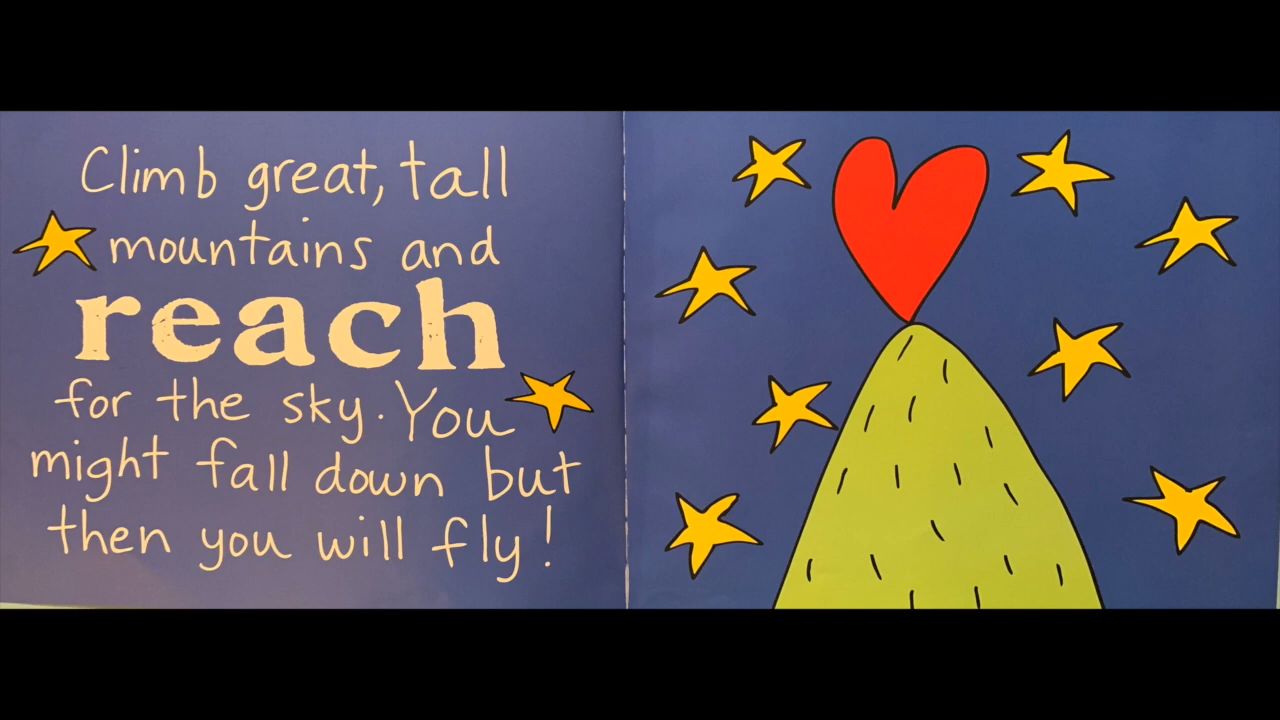 Climb great, tall
mountains and
reach
for the sky. You
might fall down but
then you will fly!